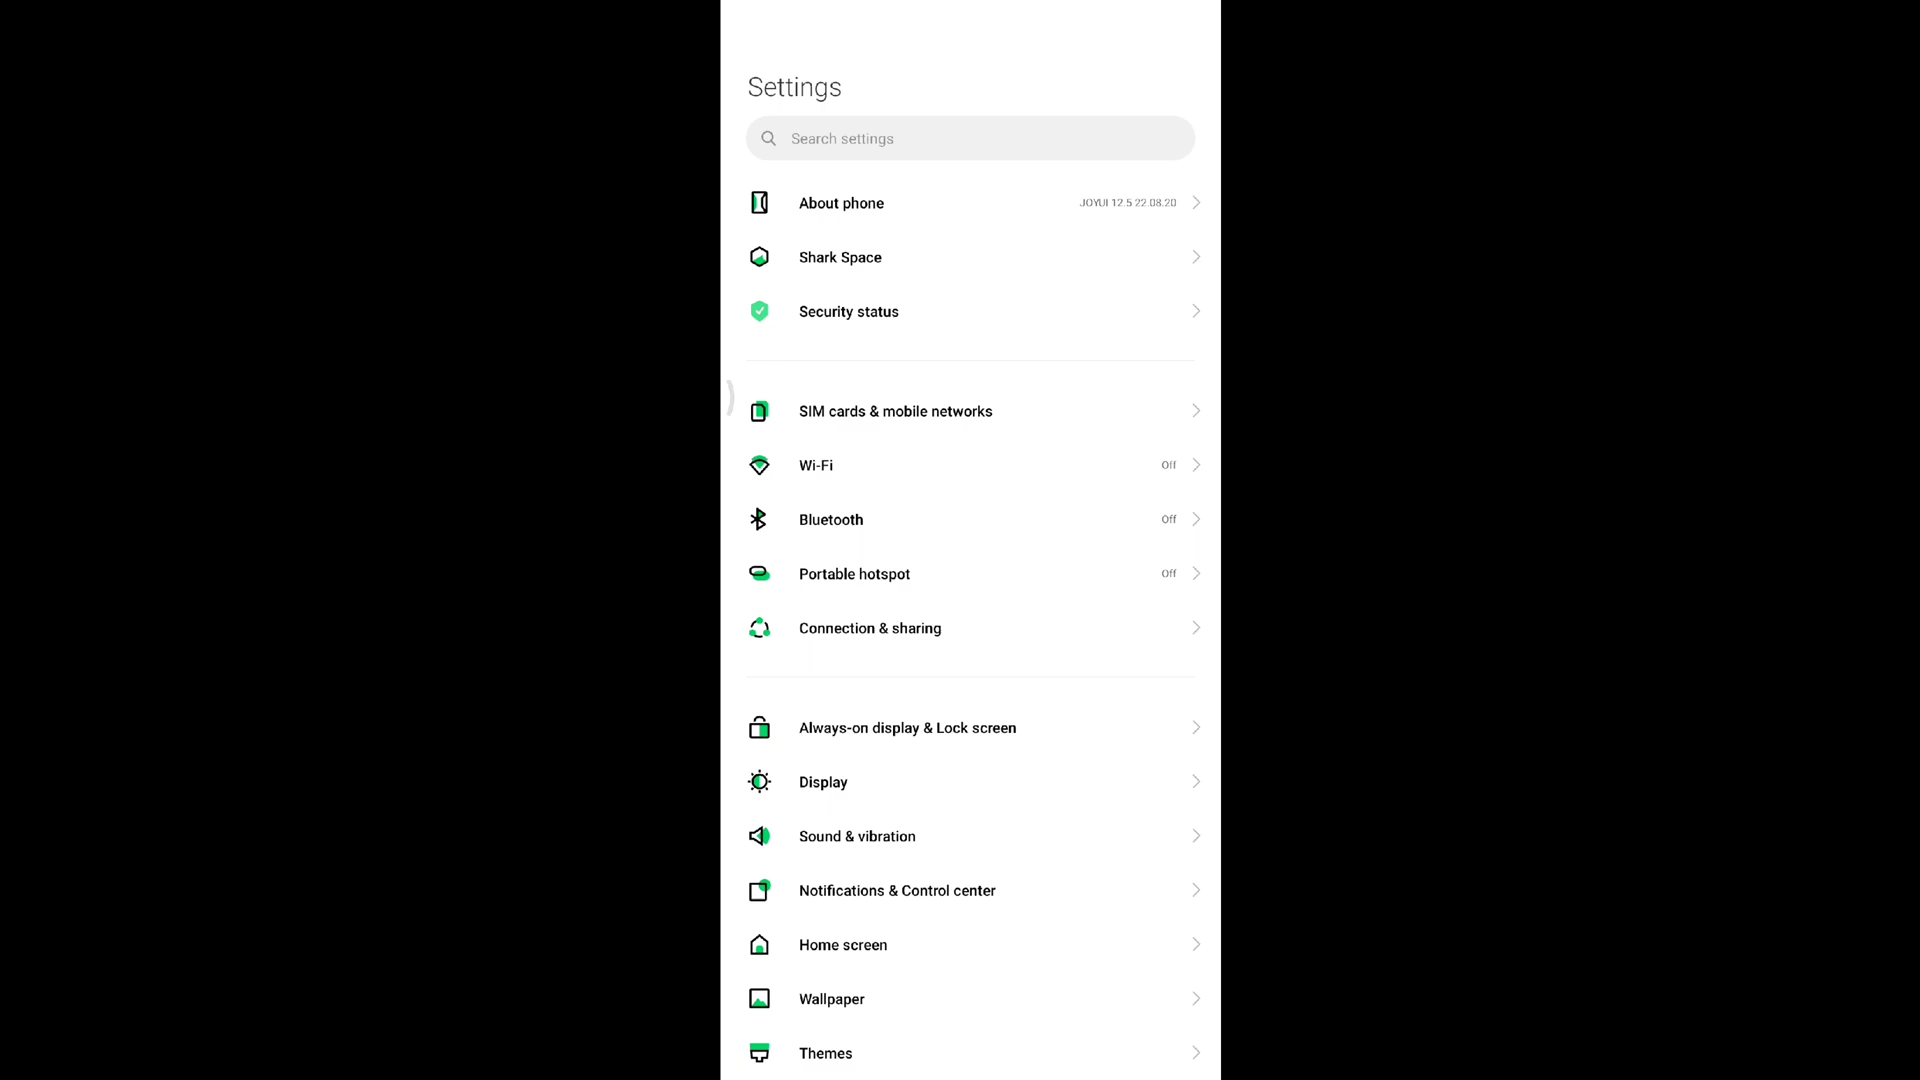 Settings
Search settings
About phone JOYUI 12.5 22.08.20
Shark Space
Security status
SIM cards & mobile networks
Wi-Fi Off
Bluetooth Off
Portable hotspot Off
Connection & sharing
Always-on display & Lock screen
Display
Sound & vibration
Notifications & Control center
Home screen
Wallpaper
Themes